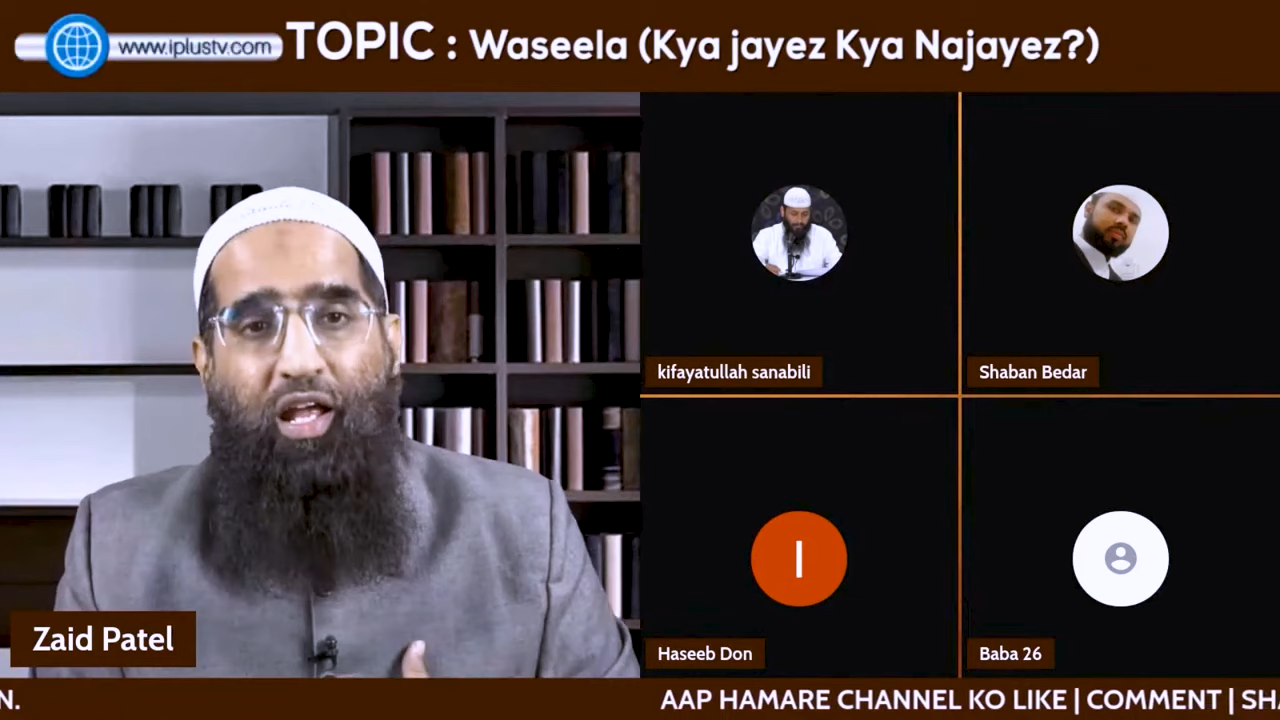 www.iplustv.com
TOPIC : Waseela (Kya jayez Kya Najayez?)
kifayatullah sanabili
Shaban Bedar
I
Zaid Patel
Haseeb Don
Baba 26
N.
AAP HAMARE CHANNEL KO LIKE | COMMENT | SHA